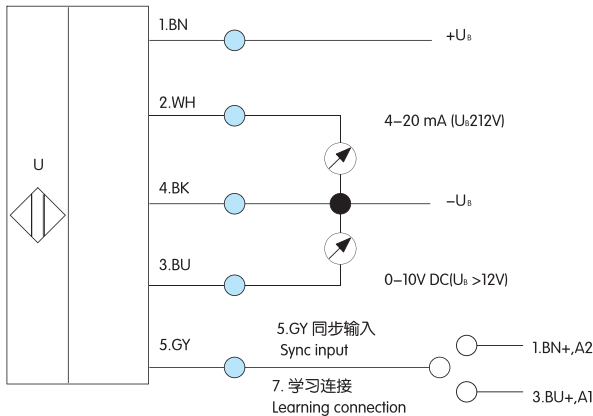 1.BN
+UB
2.WH
4–20 mA (UB212V)
U
4.BK
–UB
3.BU
0–10V DC(UB >12V)
5.GY
5.GY 同步输入
Sync input
1.BN+,A2
7. 学习连接
Learning connection
3.BU+,A1